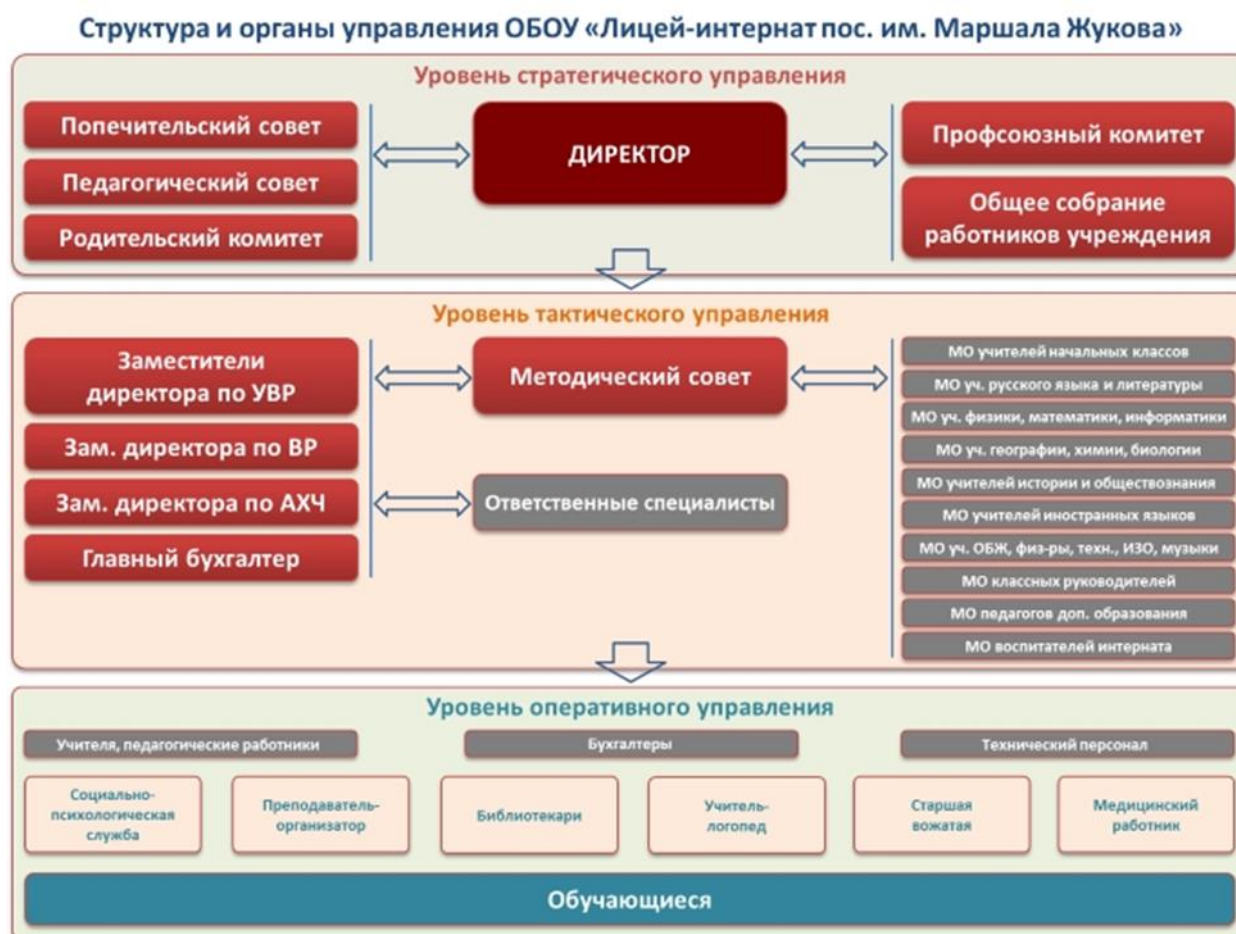 Структура и органы управления ОБОУ «Лицей-интернат пос. им. Маршала Жукова»
Уровень стратегического управления
Попечительский совет
Педагогический совет
Родительский комитет
ДИРЕКТОР
Профсоюзный комитет
Общее собрание
работников учреждения
Уровень тактического управления
Заместители
директора по УВР
Зам. директора по ВР
Зам. директора по АХЧ
Главный бухгалтер
Методический совет
Ответственные специалисты
МО учителей начальных классов
МО уч. русского языка и литературы
МО уч. физики, математики, информатики
МО уч. географии, химии, биологии
МО учителей истории и обществознания
МО учителей иностранных языков
МО уч. ОБЖ, физ-ры, техн., ИЗО, музыки
МО классных руководителей
МО педагогов доп. образования
МО воспитателей интерната
Уровень оперативного управления
Учителя, педагогические работники
Бухгалтеры
Технический персонал
Социально-
психологическая
служба
Преподаватель-
организатор
Библиотекари
Учитель-
логопед
Старшая
вожатая
Медицинский
работник
Обучающиеся